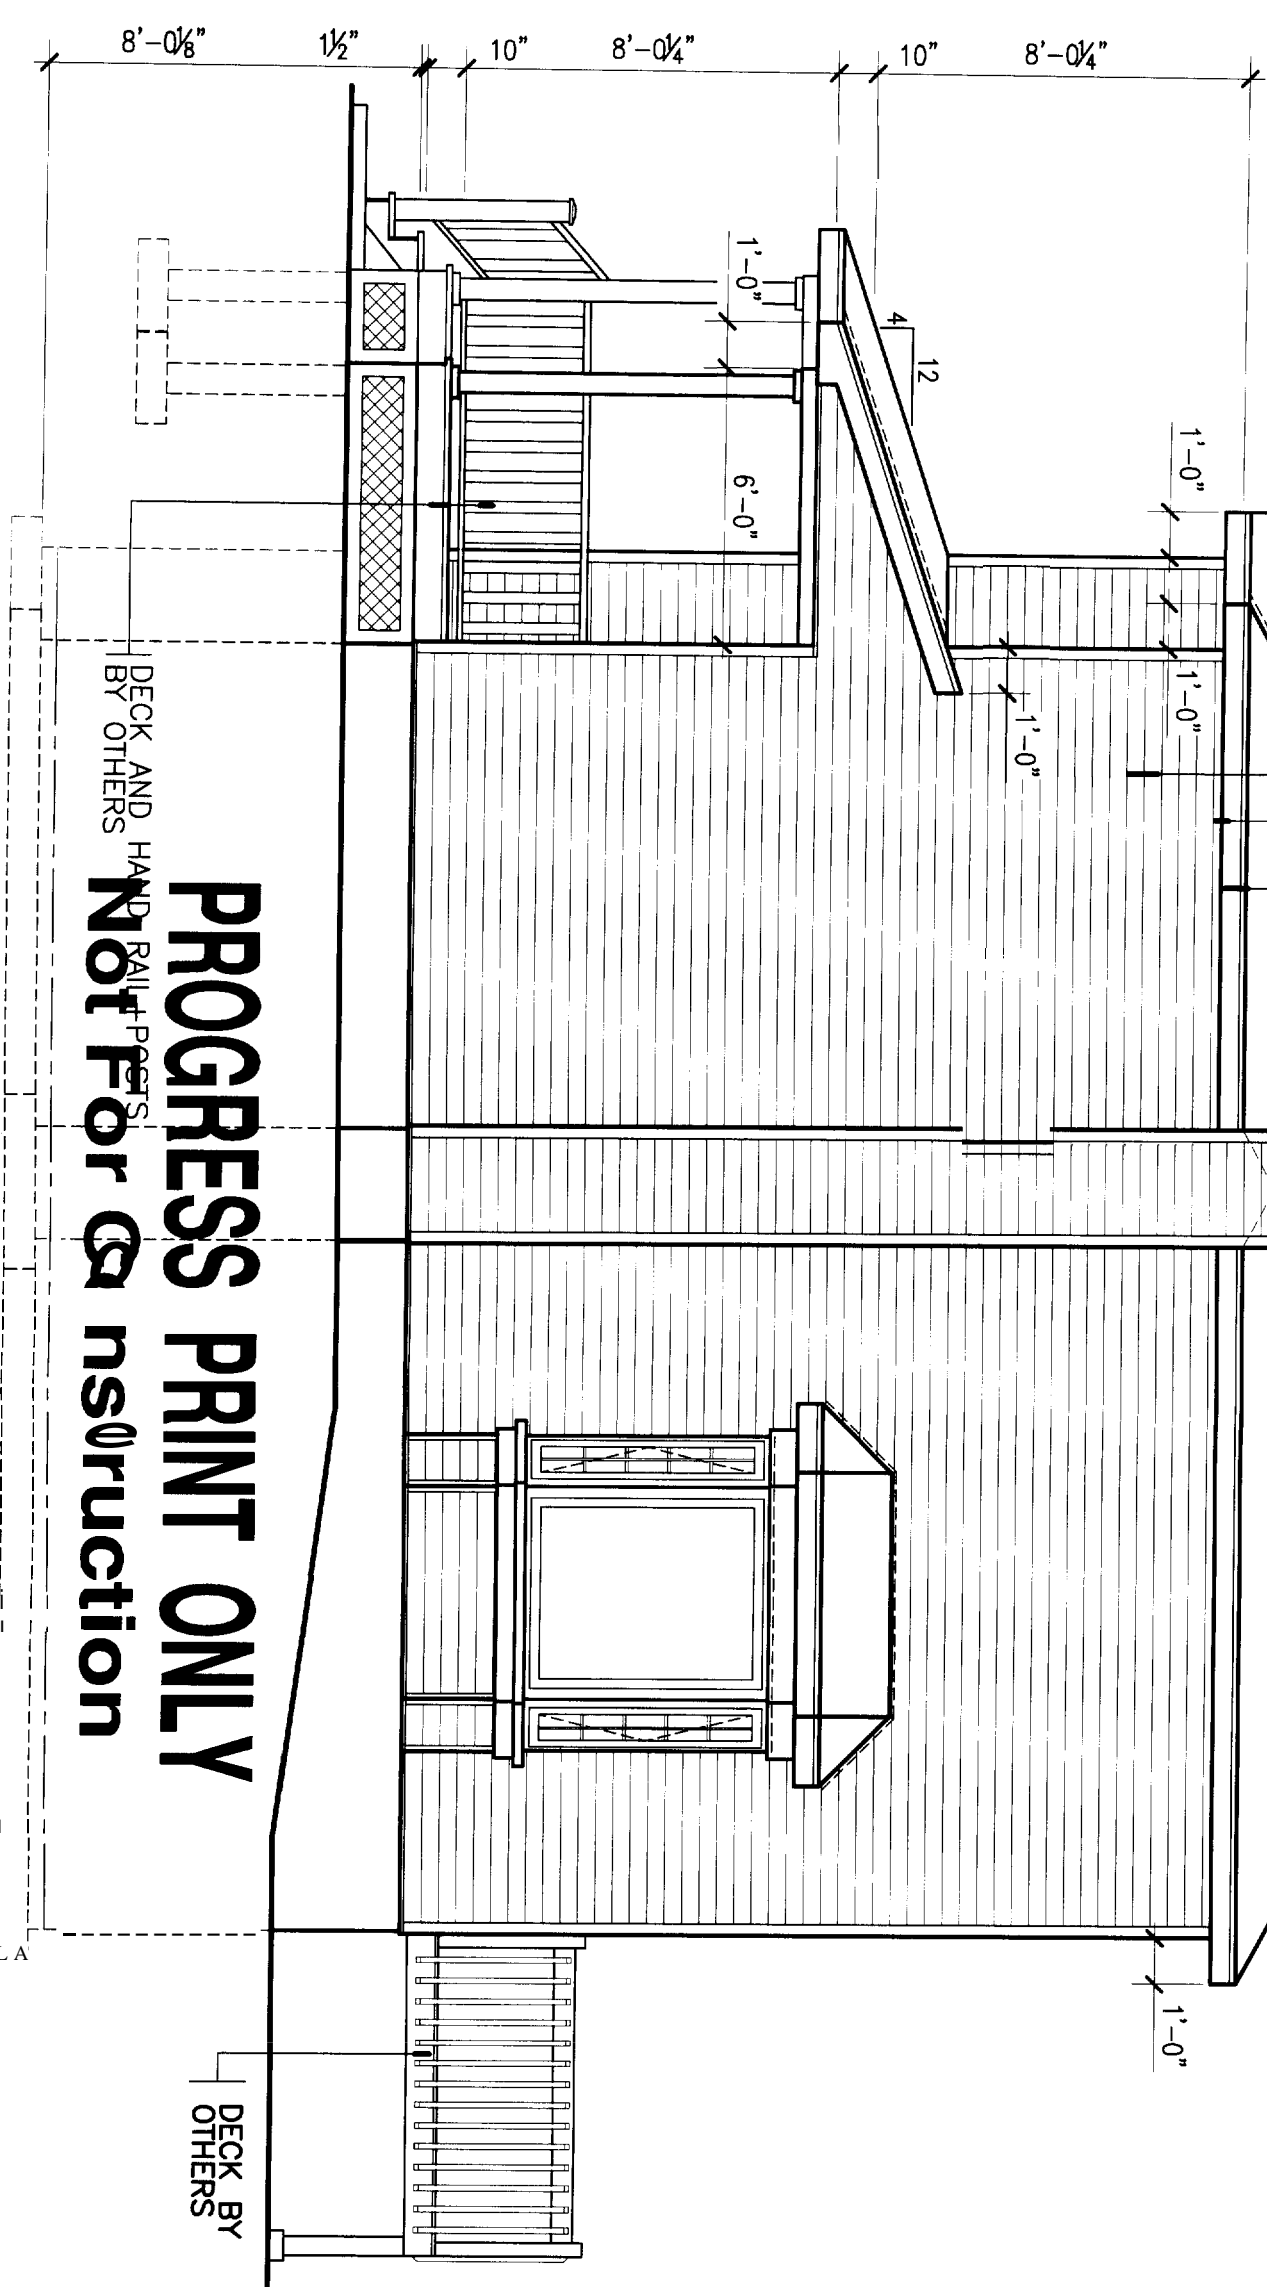 8'-0⅛"
1½"
10"
8'-0¼"
10"
8'-0¼"
1'-0"
4
12
1'-0"
6'-0"
1'-0"
1'-0"
DECK AND HAND RAIL+POSTS
BY OTHERS
PROGRESS PRINT ONLY
Not For Construction
1'-0"
DECK BY
OTHERS
L A